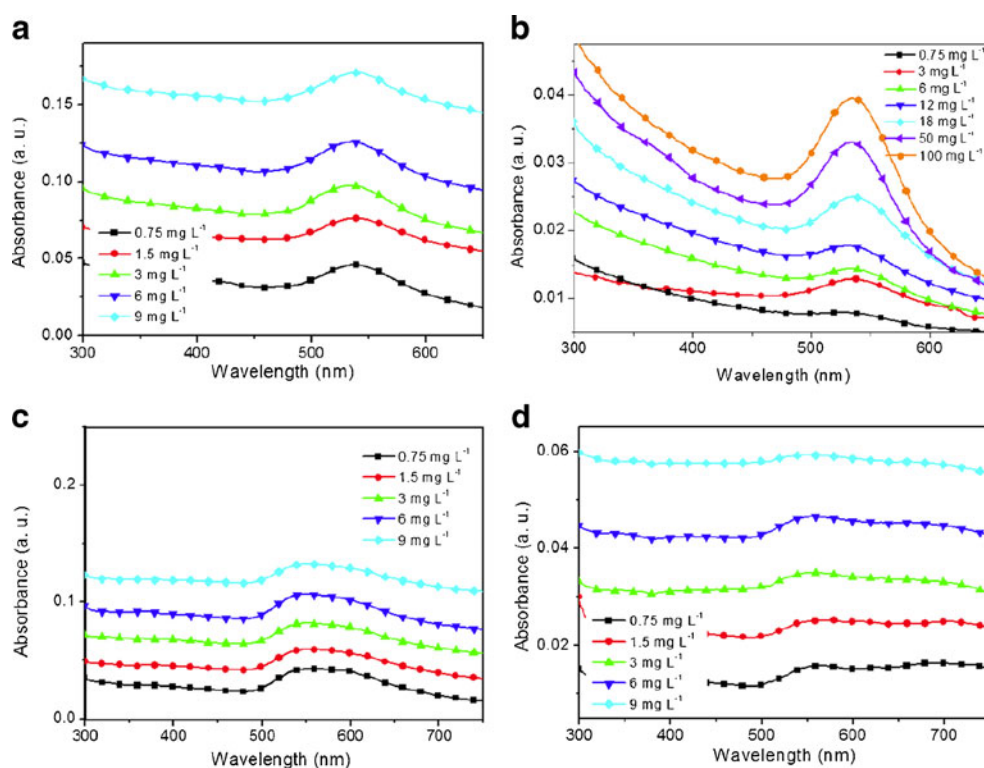 a
Absorbance (a. u.)
0.15
0.10
0.05
0.00
0.75 mg L⁻¹
1.5 mg L⁻¹
3 mg L⁻¹
6 mg L⁻¹
9 mg L⁻¹
300 400 500 600
Wavelength (nm)
b
Absorbance (a. u.)
0.04
0.03
0.02
0.01
0.75 mg L⁻¹
3 mg L⁻¹
6 mg L⁻¹
12 mg L⁻¹
18 mg L⁻¹
50 mg L⁻¹
100 mg L⁻¹
300 400 500 600
Wavelength (nm)
c
Absorbance (a. u.)
0.2
0.1
0.0
0.75 mg L⁻¹
1.5 mg L⁻¹
3 mg L⁻¹
6 mg L⁻¹
9 mg L⁻¹
300 400 500 600 700
Wavelength (nm)
d
Absorbance (a. u.)
0.06
0.04
0.02
0.75 mg L⁻¹
1.5 mg L⁻¹
3 mg L⁻¹
6 mg L⁻¹
9 mg L⁻¹
300 400 500 600 700
Wavelength (nm)